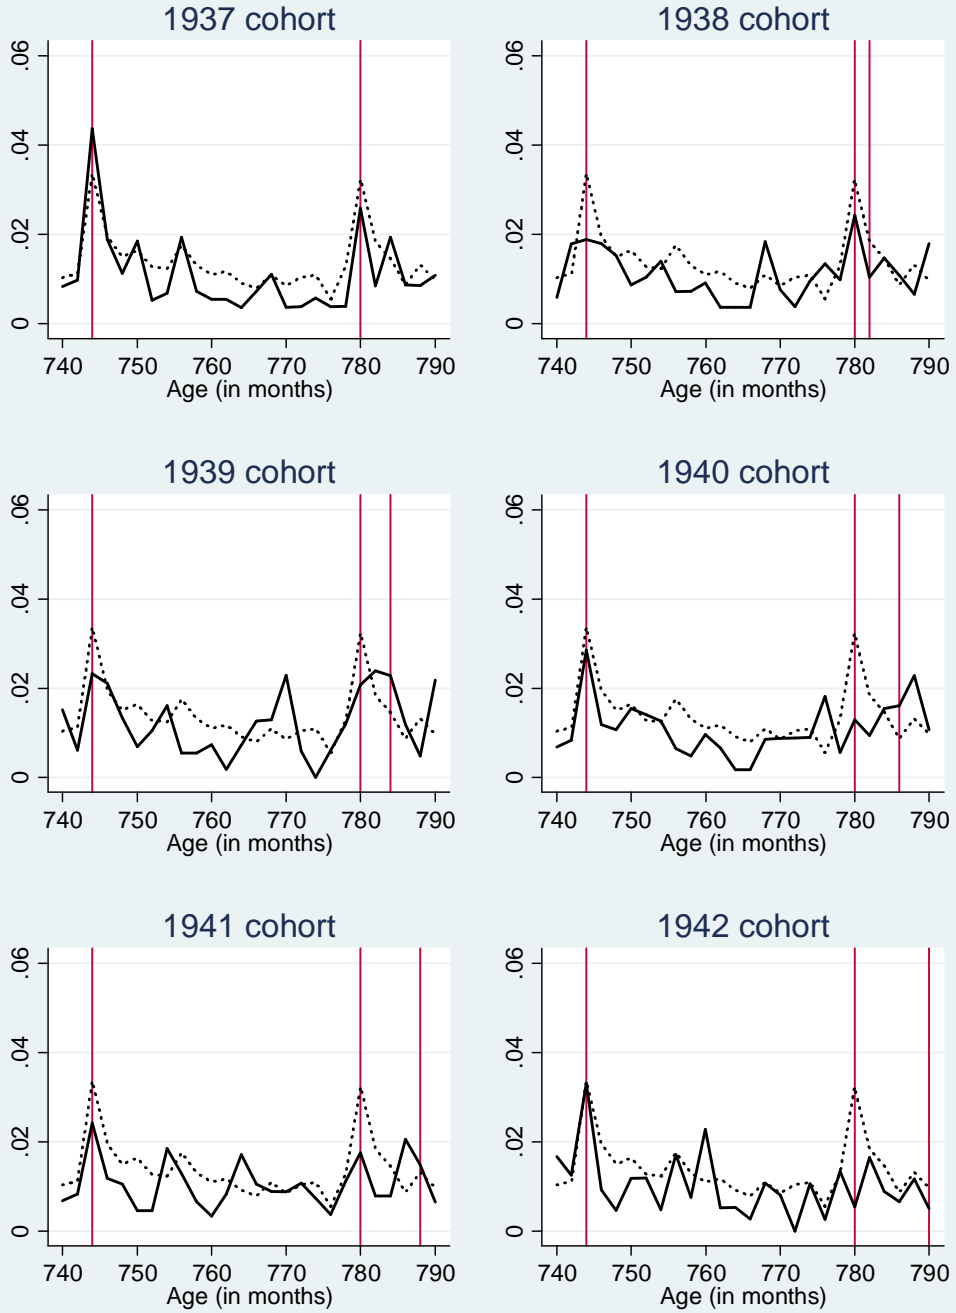 1937 cohort
.06
.04
.02
0
740 750 760 770 780 790
Age (in months)
1938 cohort
.06
.04
.02
0
740 750 760 770 780 790
Age (in months)
1939 cohort
.06
.04
.02
0
740 750 760 770 780 790
Age (in months)
1940 cohort
.06
.04
.02
0
740 750 760 770 780 790
Age (in months)
1941 cohort
.06
.04
.02
0
740 750 760 770 780 790
Age (in months)
1942 cohort
.06
.04
.02
0
740 750 760 770 780 790
Age (in months)